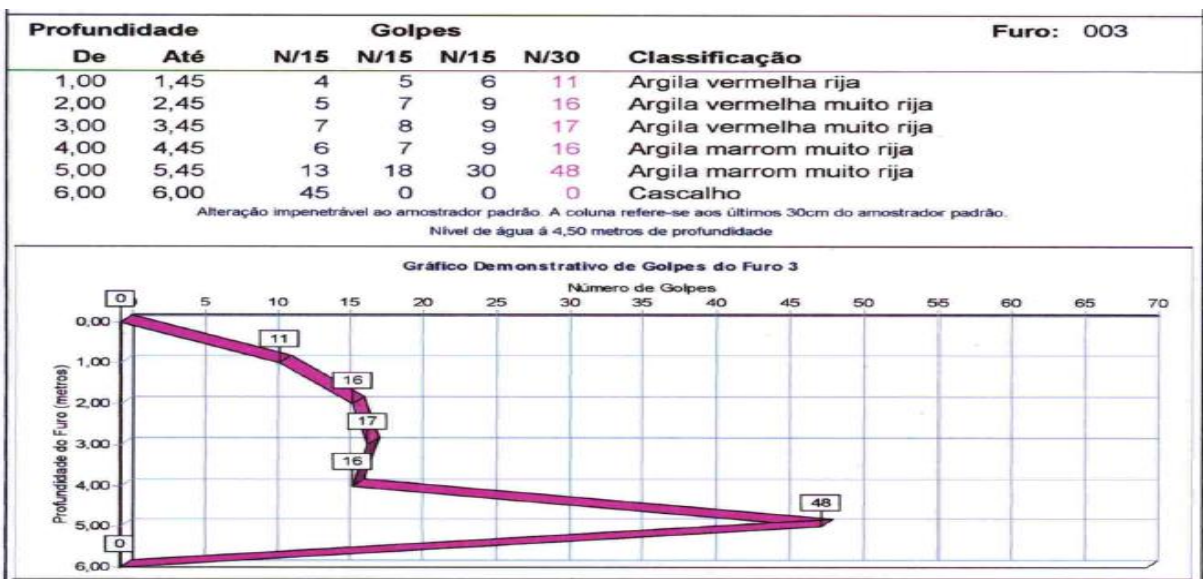 Profundidade Golpes Furo: 003
De Até N/15 N/15 N/15 N/30 Classificação
1,00 1,45 4 5 6 11 Argila vermelha rija
2,00 2,45 5 7 9 16 Argila vermelha muito rija
3,00 3,45 7 8 9 17 Argila vermelha muito rija
4,00 4,45 6 7 9 16 Argila marrom muito rija
5,00 5,45 13 18 30 48 Argila marrom muito rija
6,00 6,00 45 0 0 0 Cascalho
Alteração impenetrável ao amostrador padrão. A coluna refere-se aos últimos 30cm do amostrador padrão.
Nível de água á 4,50 metros de profundidade
Gráfico Demonstrativo de Golpes do Furo 3
Número de Golpes
0 5 10 15 20 25 30 35 40 45 50 55 60 65 70
Profundidade do Furo (metros)
0,00
0
1,00
11
2,00
16
3,00
17
4,00
16
5,00
48
6,00
0